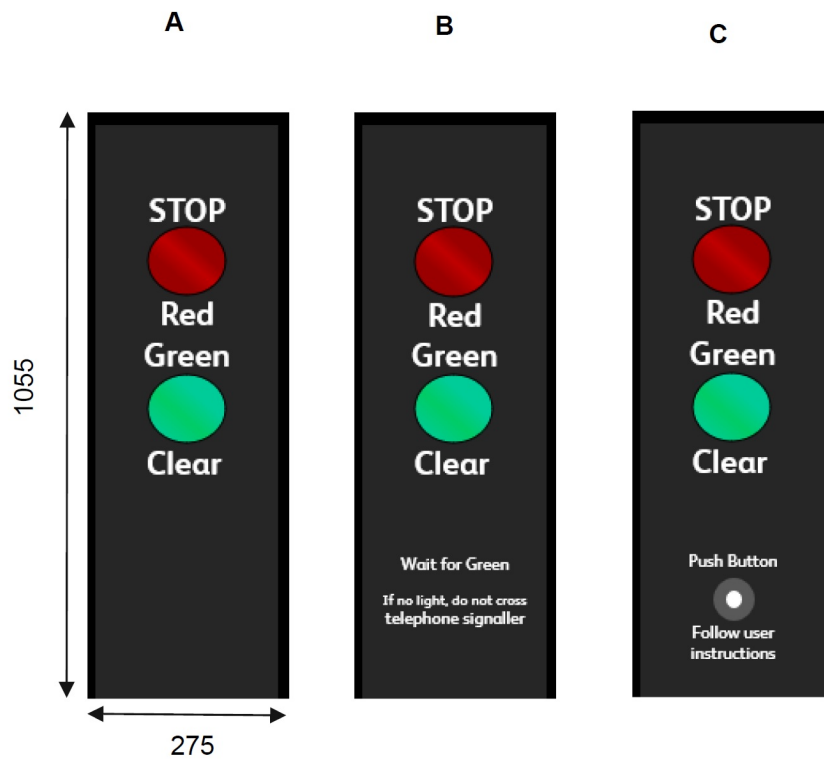 A
B
C
STOP
Red
Green
Clear
STOP
Red
Green
Clear
Wait for Green
If no light, do not cross
telephone signaller
STOP
Red
Green
Clear
Push Button
Follow user
instructions
1055
275